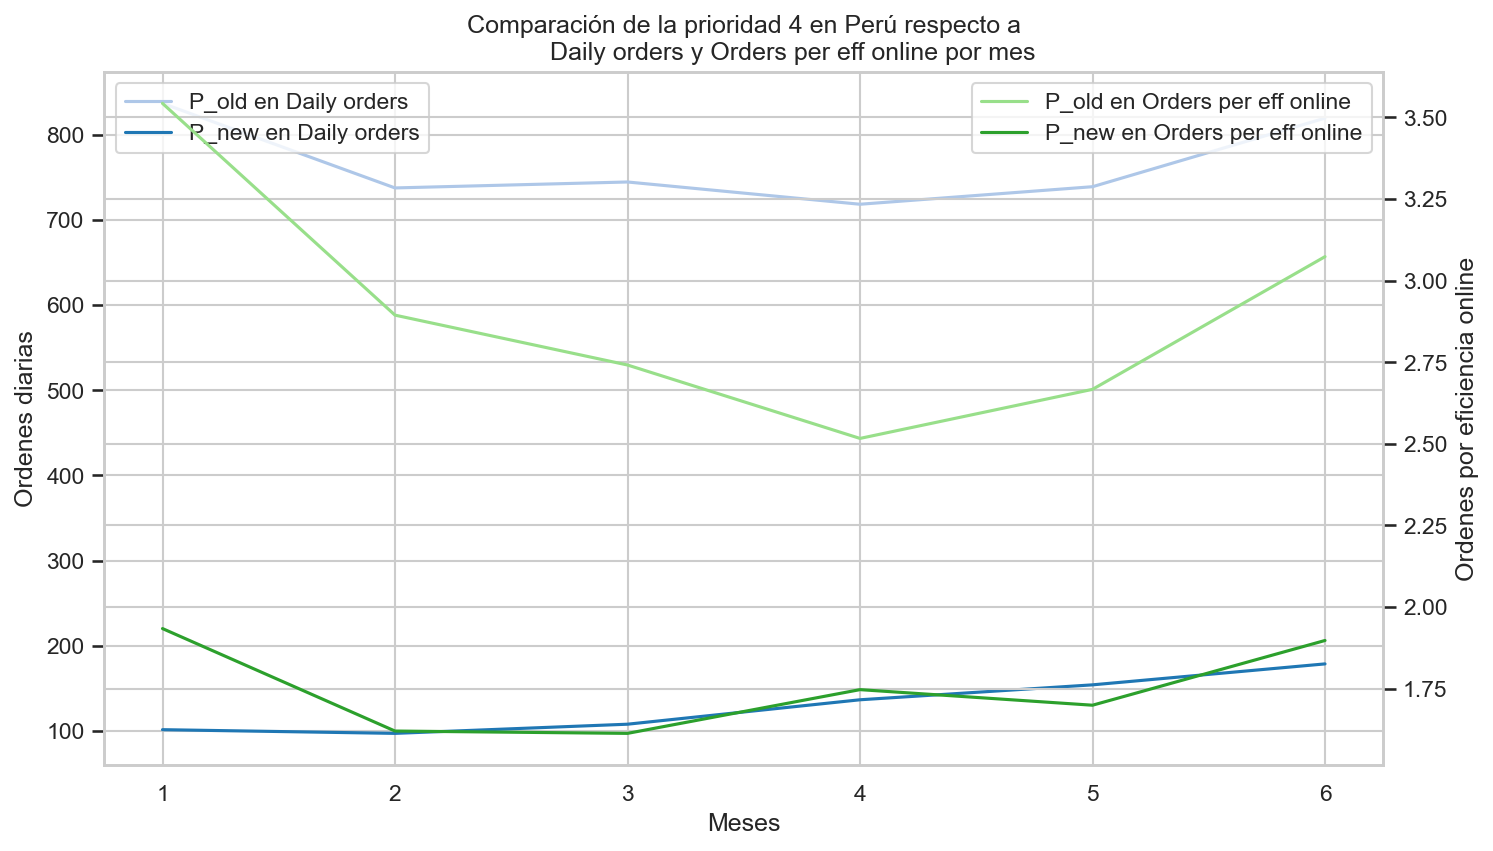 Comparación de la prioridad 4 en Perú respecto a
Daily orders y Orders per eff online por mes
P_old en Daily orders
P_new en Daily orders
P_old en Orders per eff online
P_new en Orders per eff online
Ordenes diarias
800
700
600
500
400
300
200
100
3.50
3.25
3.00
2.75
2.50
2.25
2.00
1.75
Ordenes por eficiencia online
1 2 3 4 5 6
Meses